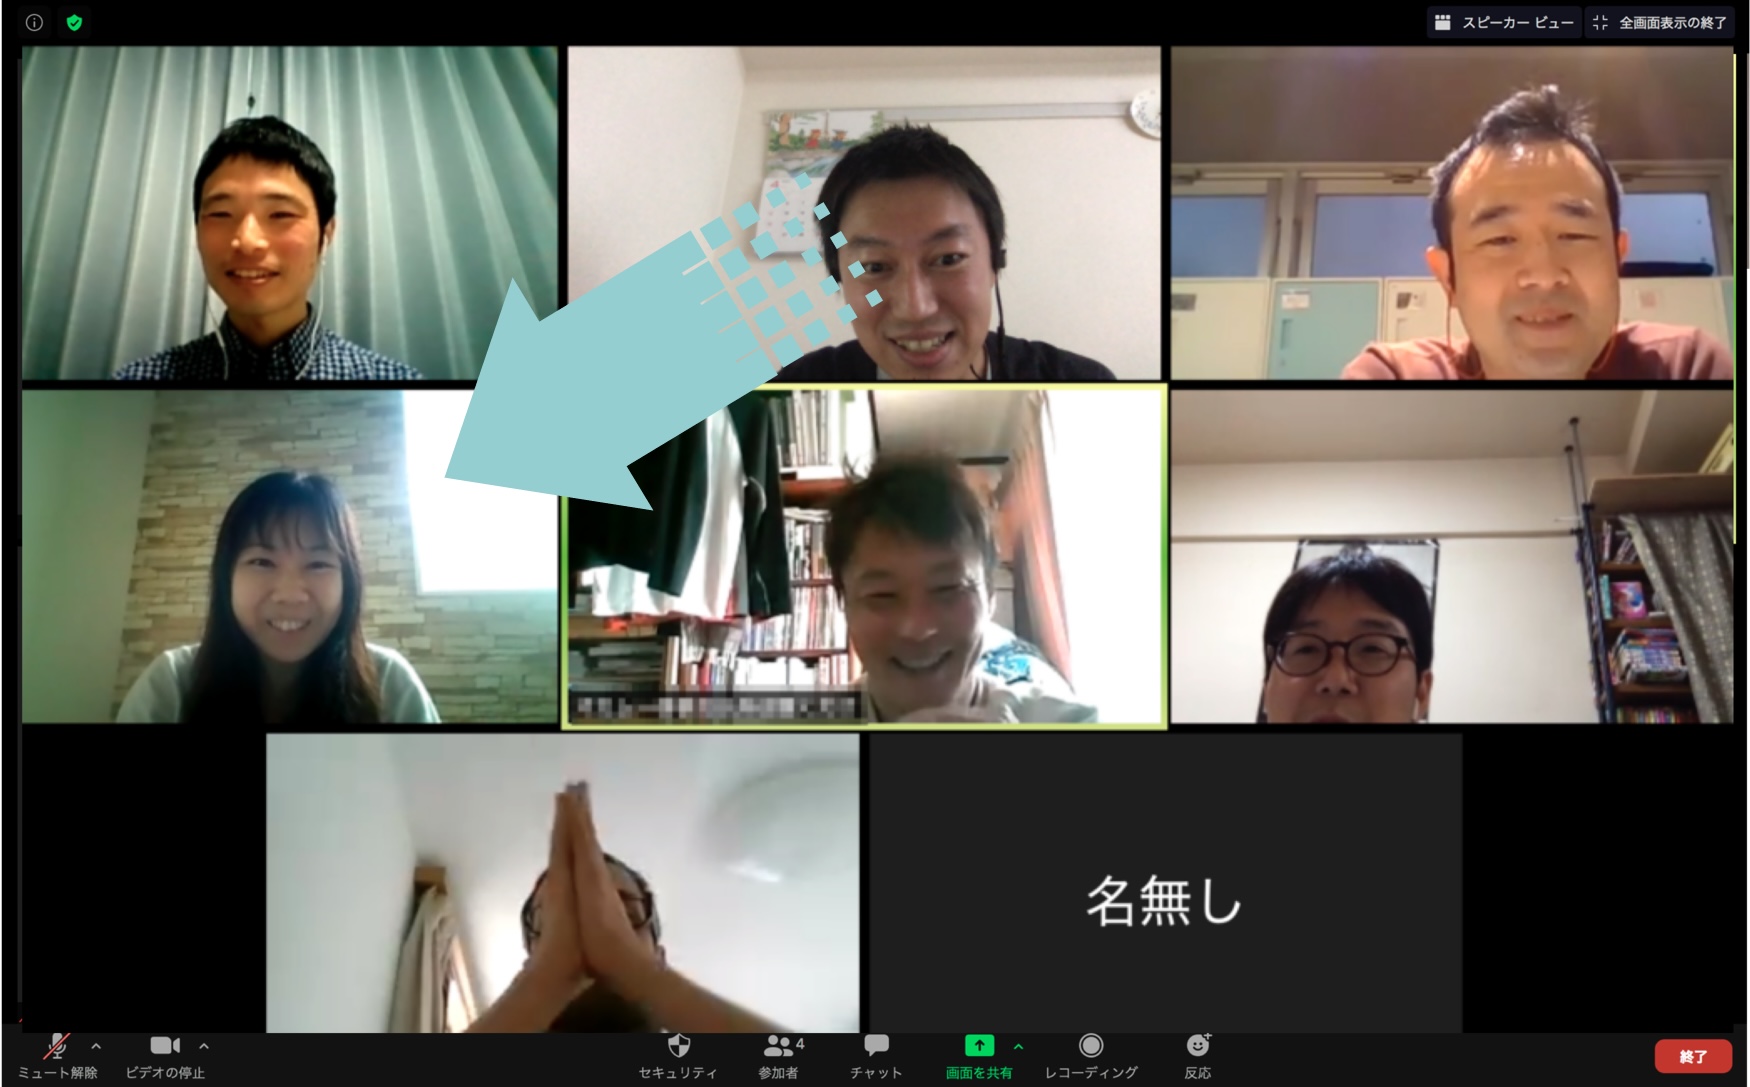 スピーカー ビュー
全画面表示の終了
名無し
ミュート解除
ビデオの停止
セキュリティ
4
参加者
チャット
画面を共有
レコーディング
反応
終了